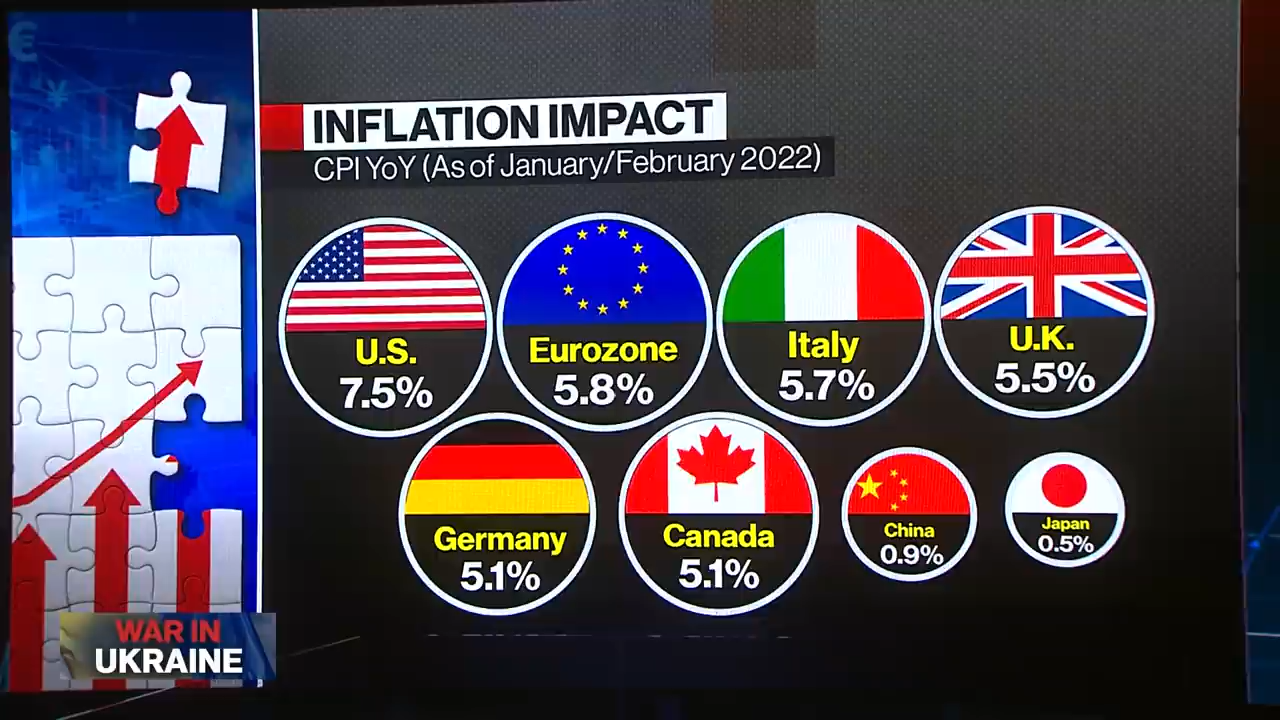 INFLATION IMPACT
CPI YoY (As of January/February 2022)
U.S.
7.5%
Eurozone
5.8%
Italy
5.7%
U.K.
5.5%
Germany
5.1%
Canada
5.1%
China
0.9%
Japan
0.5%
WAR IN
UKRAINE
€
¥